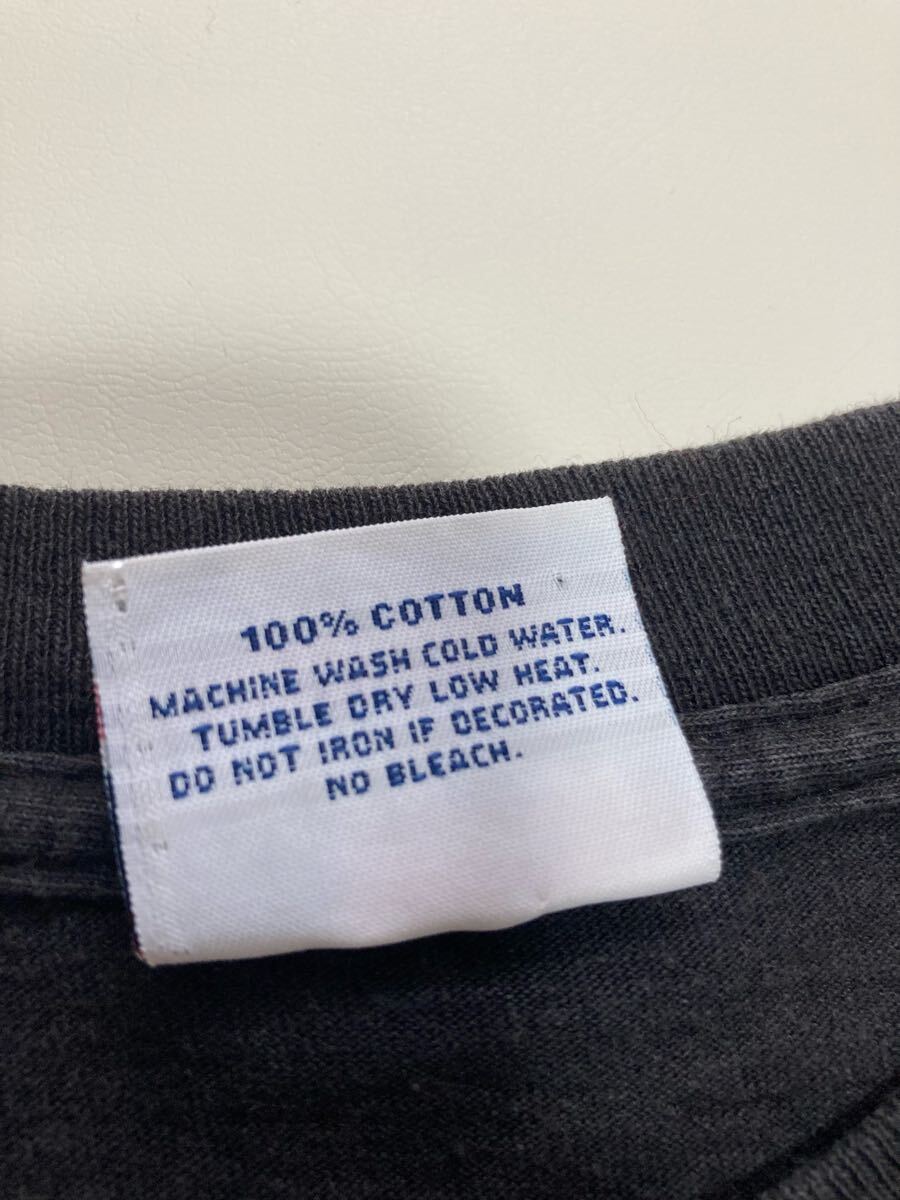 100% COTTON
MACHINE WASH COLD WATER.
TUMBLE DRY LOW HEAT.
DO NOT IRON IF DECORATED.
NO BLEACH.